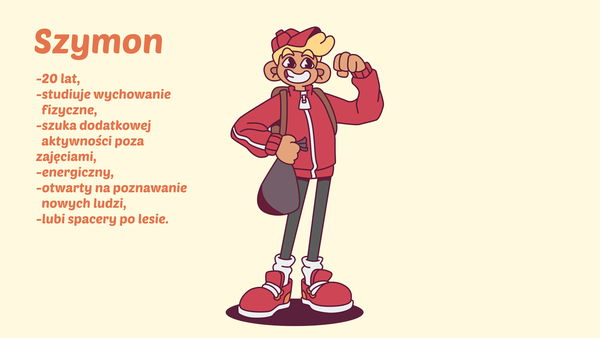 Szymon
-20 lat,
-studiuje wychowanie
fizyczne,
-szuka dodatkowej
aktywności poza
zajęciami,
-energiczny,
-otwarty na poznawanie
nowych ludzi,
-lubi spacery po lesie.